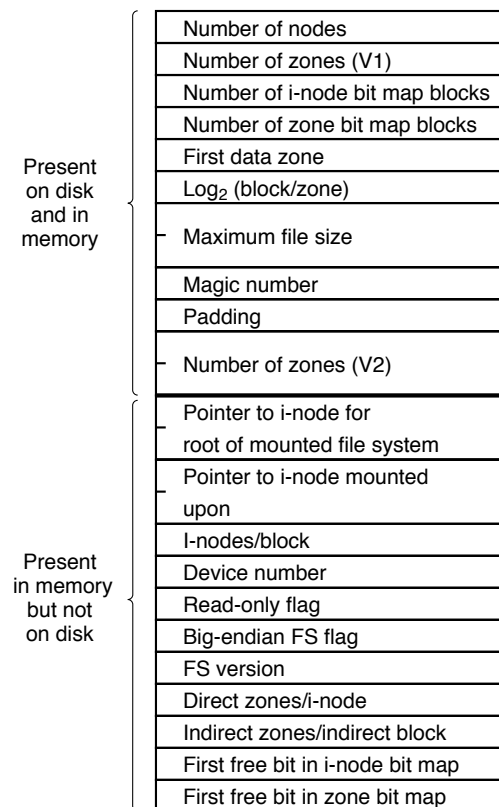 Number of nodes
Number of zones (V1)
Number of i-node bit map blocks
Number of zone bit map blocks
First data zone
Log₂ (block/zone)
Maximum file size
Magic number
Padding
Number of zones (V2)
Present
on disk
and in
memory
Pointer to i-node for
root of mounted file system
Pointer to i-node mounted
upon
I-nodes/block
Device number
Read-only flag
Big-endian FS flag
FS version
Direct zones/i-node
Indirect zones/indirect block
First free bit in i-node bit map
First free bit in zone bit map
Present
in memory
but not
on disk